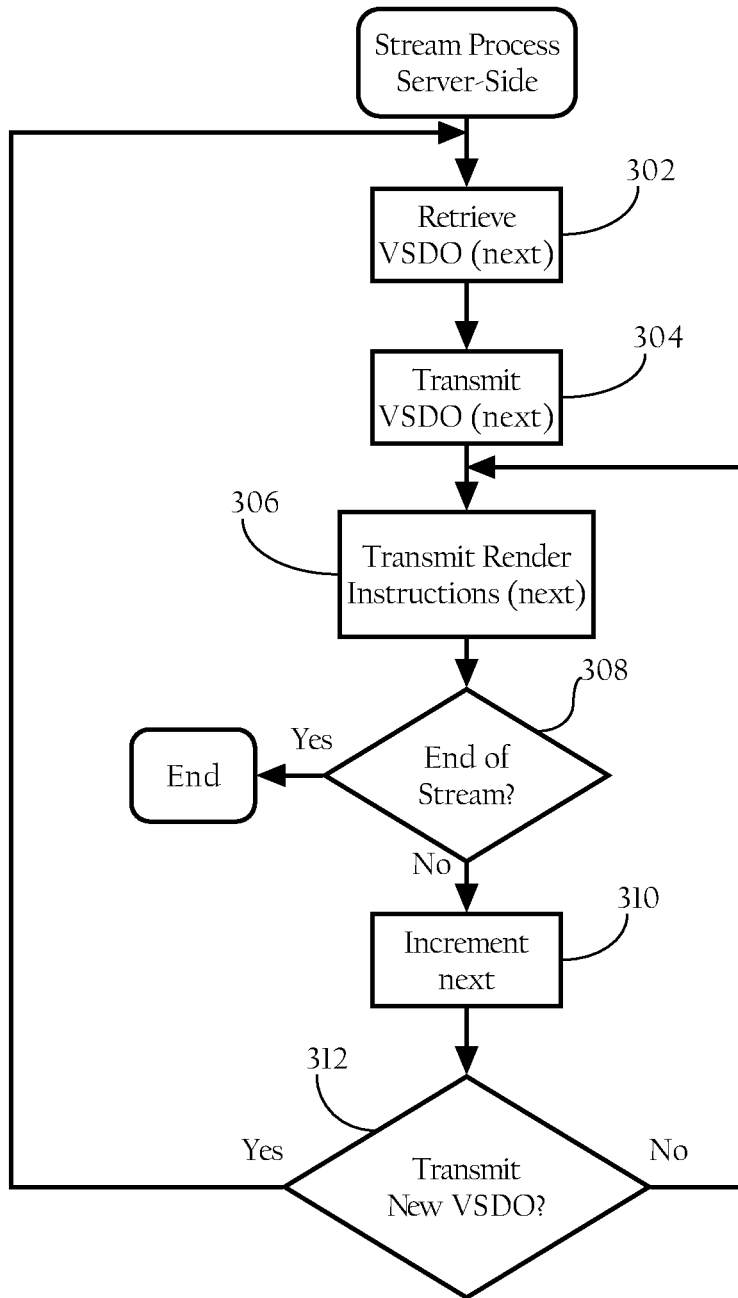 Stream Process
Server-Side
302
Retrieve
VSDO (next)
304
Transmit
VSDO (next)
306
Transmit Render
Instructions (next)
308
Yes
End
End of
Stream?
No
310
Increment
next
312
Yes
No
Transmit
New VSDO?